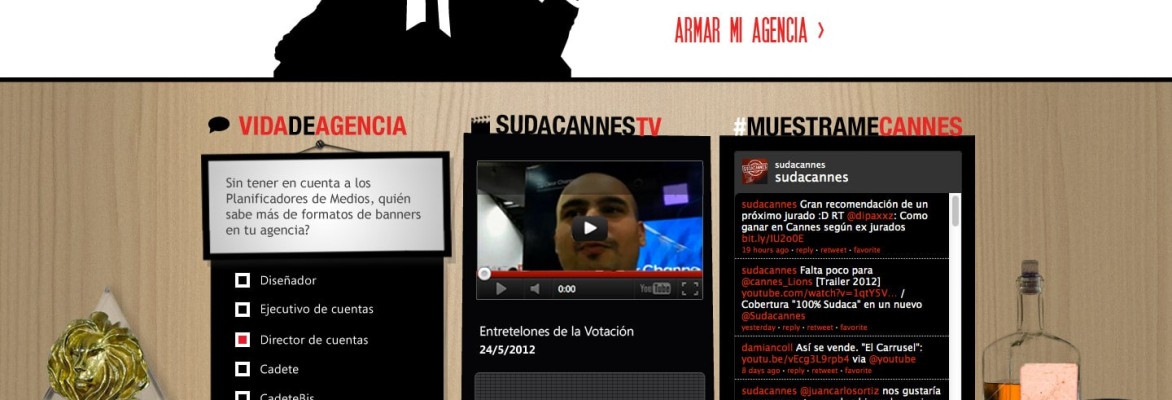 ARMAR MI AGENCIA >
VIDADEAGENCIA
Sin tener en cuenta a los
Planificadores de Medios, quién
sabe más de formatos de banners
en tu agencia?
Diseñador
Ejecutivo de cuentas
Director de cuentas
Cadete
CadeteBis
SUDACANNESTV
0:00
YouTube
Entretelones de la Votación
24/5/2012
#MUESTRAMECANNES
sudacannes
sudacannes
sudacannes Gran recomendación de un
próximo jurado :D RT @dipaxxz: Como
ganar en Cannes según ex jurados
bit.ly/IU2o0E
19 hours ago • reply • retweet • favorite
sudacannes Falta poco para
@cannes_Lions [Trailer 2012]
youtube.com/watch?v=1qtY5V... /
Cobertura "100% Sudaca" en un nuevo
@Sudacannes
yesterday • reply • retweet • favorite
damiancoll Así se vende. "El Carrusel":
youtu.be/vEcg3L9rpb4 via @youtube
8 days ago • reply • retweet • favorite
sudacannes @juancarlosortiz nos gustaría